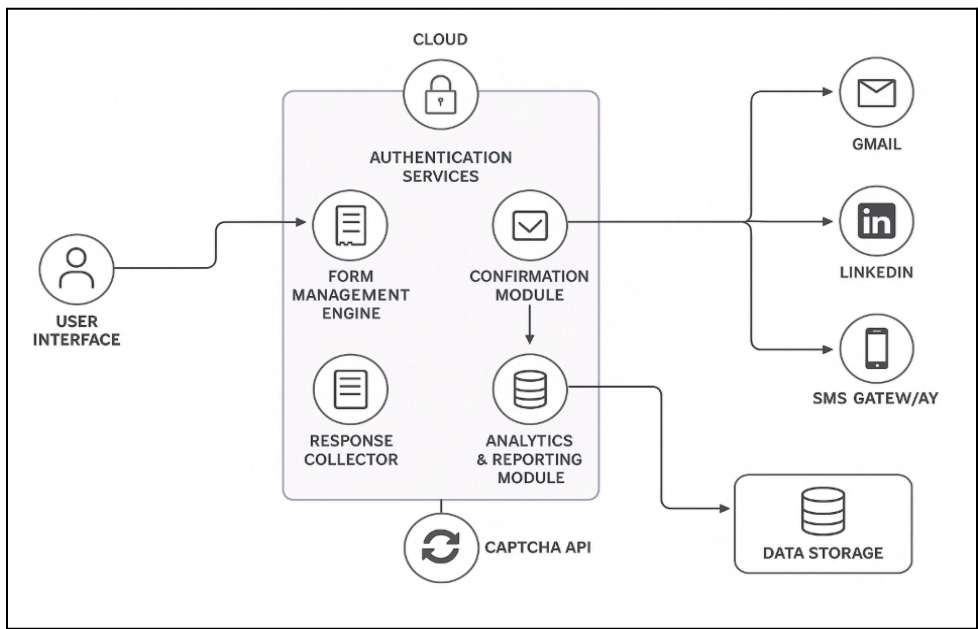 CLOUD
AUTHENTICATION
SERVICES
USER
INTERFACE
FORM
MANAGEMENT
ENGINE
CONFIRMATION
MODULE
RESPONSE
COLLECTOR
ANALYTICS
& REPORTING
MODULE
CAPTCHA API
GMAIL
in
LINKEDIN
SMS GATEW/AY
DATA STORAGE